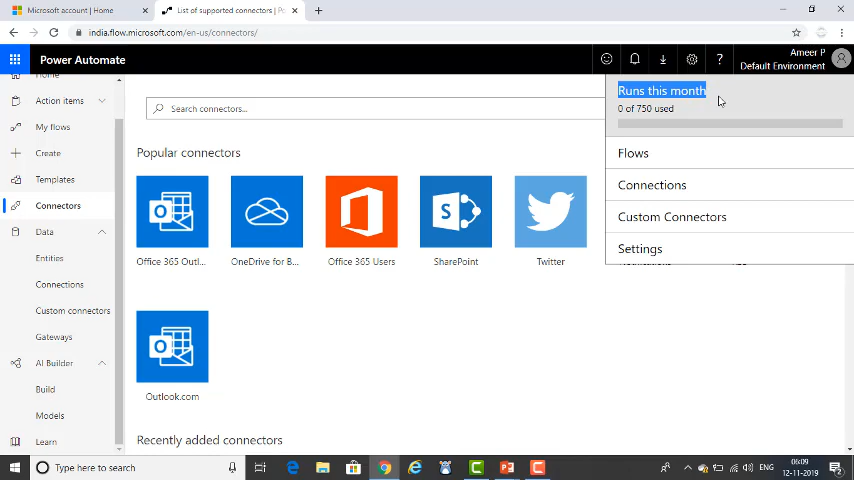 Microsoft account | Home
List of supported connectors | Po
india.flow.microsoft.com/en-us/connectors/
Power Automate
?
Ameer P
Default Environment
Home
Action items
My flows
Create
Templates
Connectors
Data
Entities
Connections
Custom connectors
Gateways
AI Builder
Build
Models
Learn
Search connectors...
Popular connectors
Office 365 Outl...
OneDrive for B...
Office 365 Users
SharePoint
Twitter
Outlook.com
Recently added connectors
Runs this month
0 of 750 used
Flows
Connections
Custom Connectors
Settings
Type here to search
ENG
06:09
12-11-2019
2